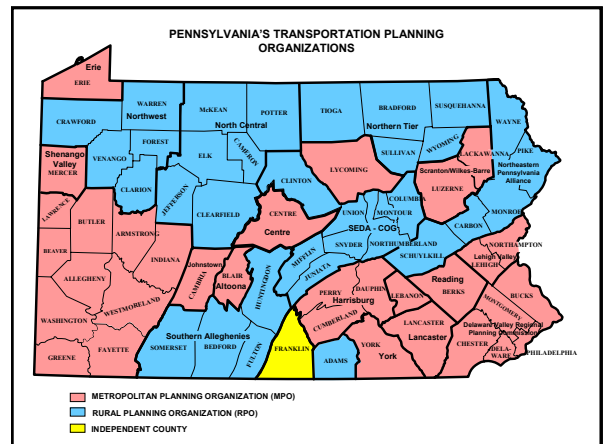 PENNSYLVANIA'S TRANSPORTATION PLANNING
ORGANIZATIONS
Erie
ERIE
CRAWFORD
WARREN
Northwest
McKEAN
POTTER
North Central
TIOGA
BRADFORD
SUSQUEHANNA
Northern Tier
WAYNE
FOREST
VENANGO
ELK
CAMERON
SULLIVAN
WYOMING
LACKAWANNA
PIKE
Shenango
Valley
MERCER
CLARION
JEFFERSON
CLEARFIELD
CLINTON
LYCOMING
Scranton/Wilkes-Barre
LUZERNE
Northeastern
Pennsylvania
Alliance
COLUMBIA
MONTOUR
UNION
MONROE
LAWRENCE
BUTLER
ARMSTRONG
CENTRE
Centre
SEDA - COG
SNYDER
NORTHUMBERLAND
CARBON
SCHUYLKILL
NORTHAMPTON
Lehigh Valley
LEHIGH
BEAVER
INDIANA
Johnstown
CAMBRIA
BLAIR
Altoona
HUNTINGDON
MIFFLIN
JUNIATA
ALLEGHENY
WESTMORELAND
PERRY
DAUPHIN
Harrisburg
LEBANON
CUMBERLAND
Reading
BERKS
BUCKS
MONTGOMERY
WASHINGTON
Southern Alleghenies
SOMERSET
BEDFORD
FULTON
FRANKLIN
ADAMS
YORK
York
LANCASTER
Lancaster
CHESTER
Delaware Valley Regional
Planning Commission
DELA-
WARE
PHILADELPHIA
GREENE
FAYETTE
METROPOLITAN PLANNING ORGANIZATION (MPO)
RURAL PLANNING ORGANIZATION (RPO)
INDEPENDENT COUNTY